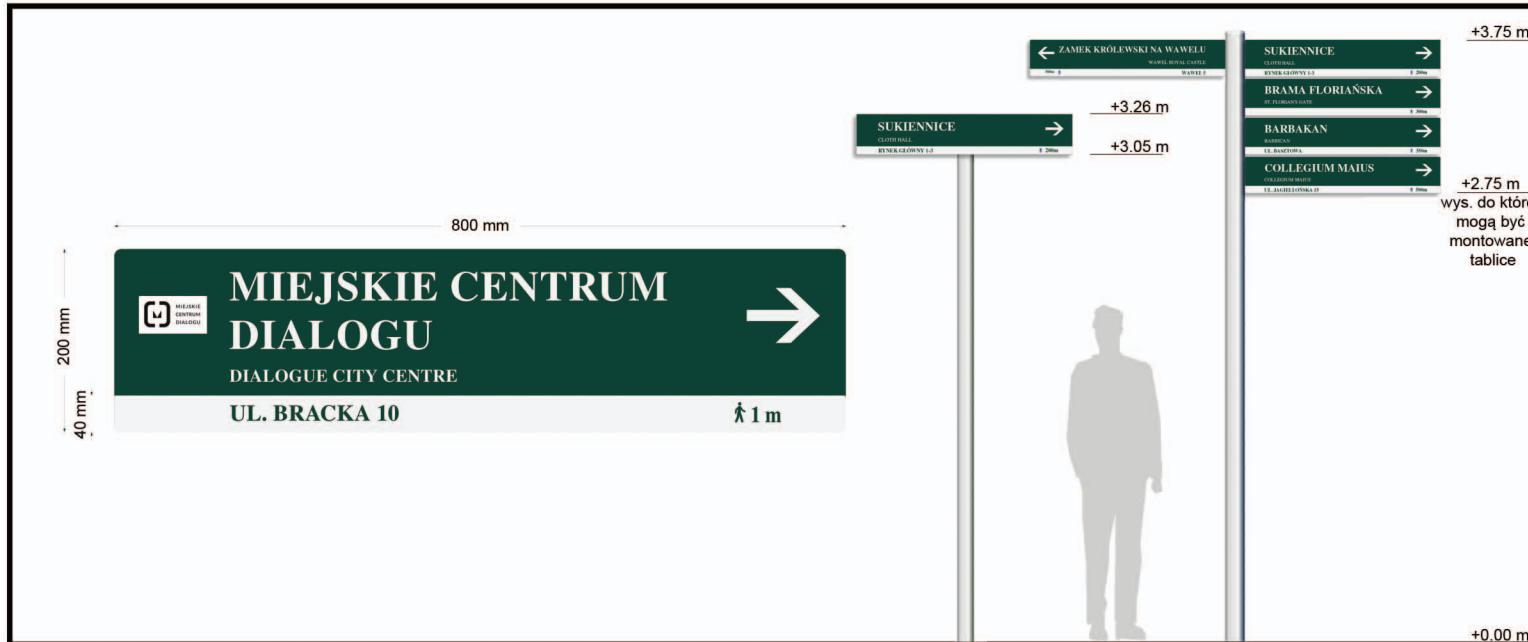 800 mm
200 mm
40 mm
MIEJSKIE
CENTRUM
DIALOGU
MIEJSKIE CENTRUM
DIALOGU
DIALOGUE CITY CENTRE
UL. BRACKA 10
1 m
SUKIENNICE
CLOTH HALL
RYNEK GŁÓWNY 1-3
200m
+3.26 m
+3.05 m
ZAMEK KRÓLEWSKI NA WAWELU
WAWEL ROYAL CASTLE
WAWEL 5
SUKIENNICE
CLOTH HALL
RYNEK GŁÓWNY 1-3
200m
BRAMA FLORIAŃSKA
ST. FLORIAN'S GATE
300m
BARBAKAN
BARBICAN
UL. BASZTOWA
350m
COLLEGIUM MAIUS
COLLEGIUM MAIUS
UL. JAGIELLOŃSKA 15
500m
+3.75 m
+2.75 m
wys. do któr
mogą być
montowane
tablice
+0.00 m